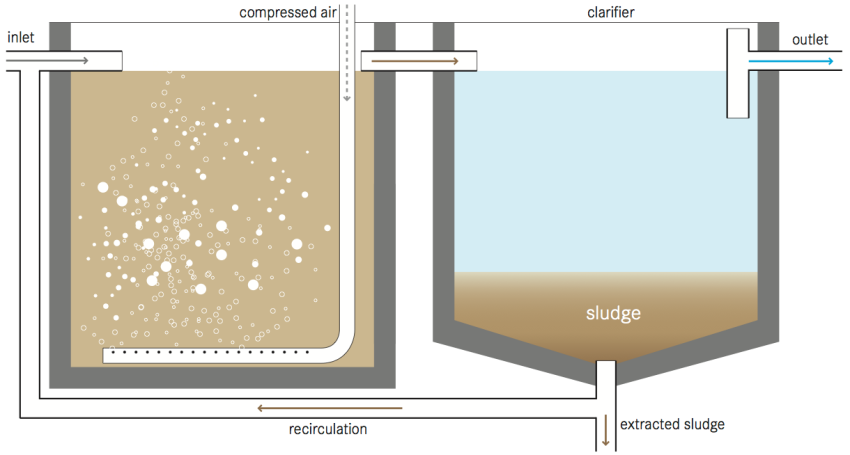 compressed air
clarifier
inlet
outlet
sludge
recirculation
extracted sludge